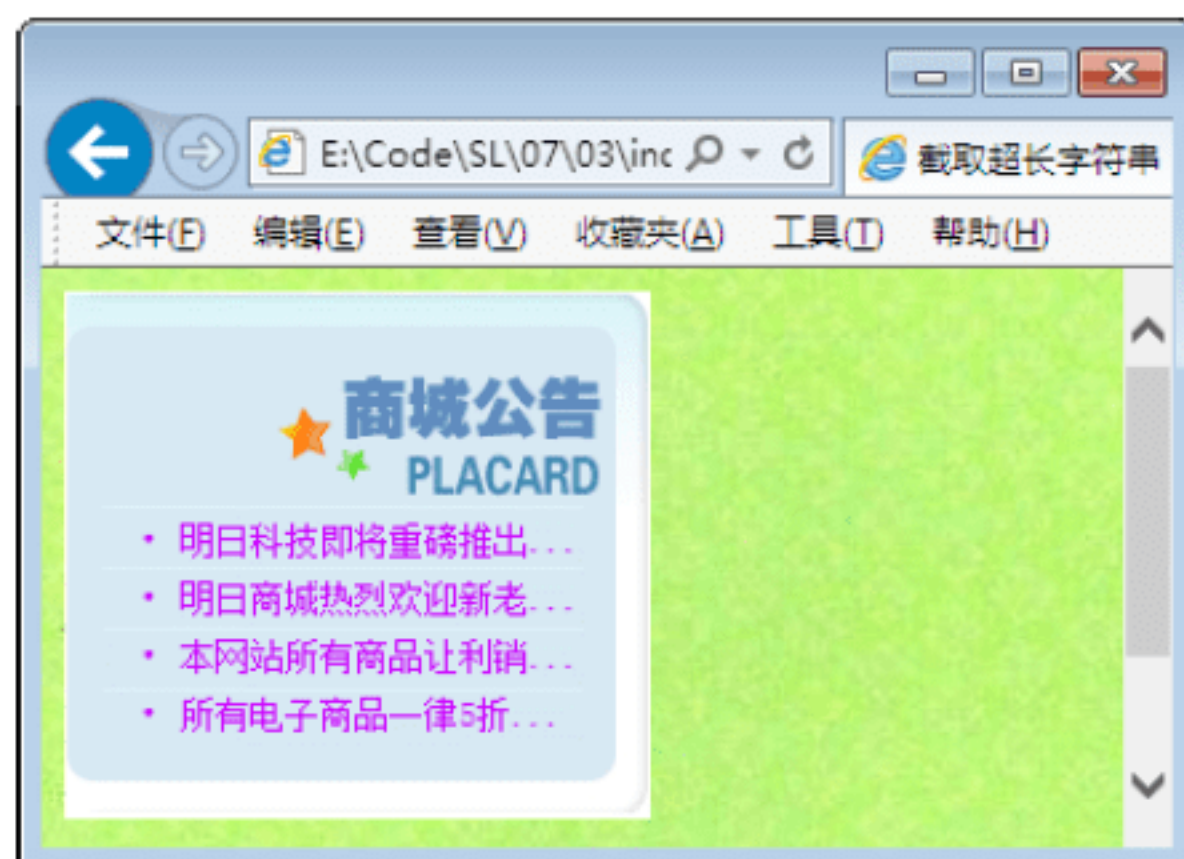 E:\Code\SL\07\03\inc 截取超长字符串
文件(F) 编辑(E) 查看(V) 收藏夹(A) 工具(T) 帮助(H)
商城公告
PLACARD
· 明日科技即将重磅推出...
· 明日商城热烈欢迎新老...
· 本网站所有商品让利销...
· 所有电子商品一律5折...